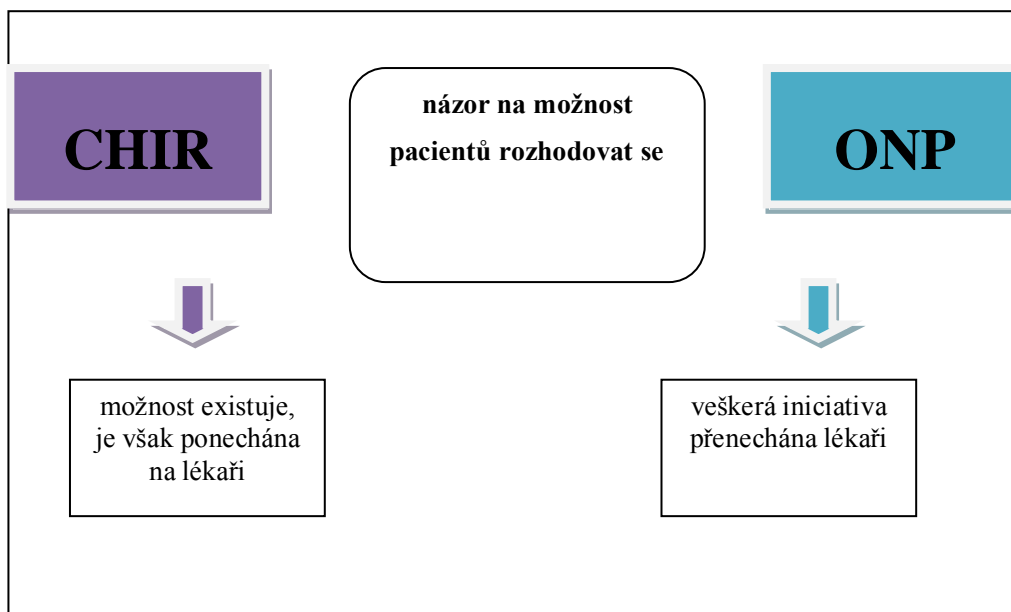 CHIR
názor na možnost
pacientů rozhodovat se
ONP
možnost existuje,
je však ponechána
na lékaři
veškerá iniciativa
přenechána lékaři